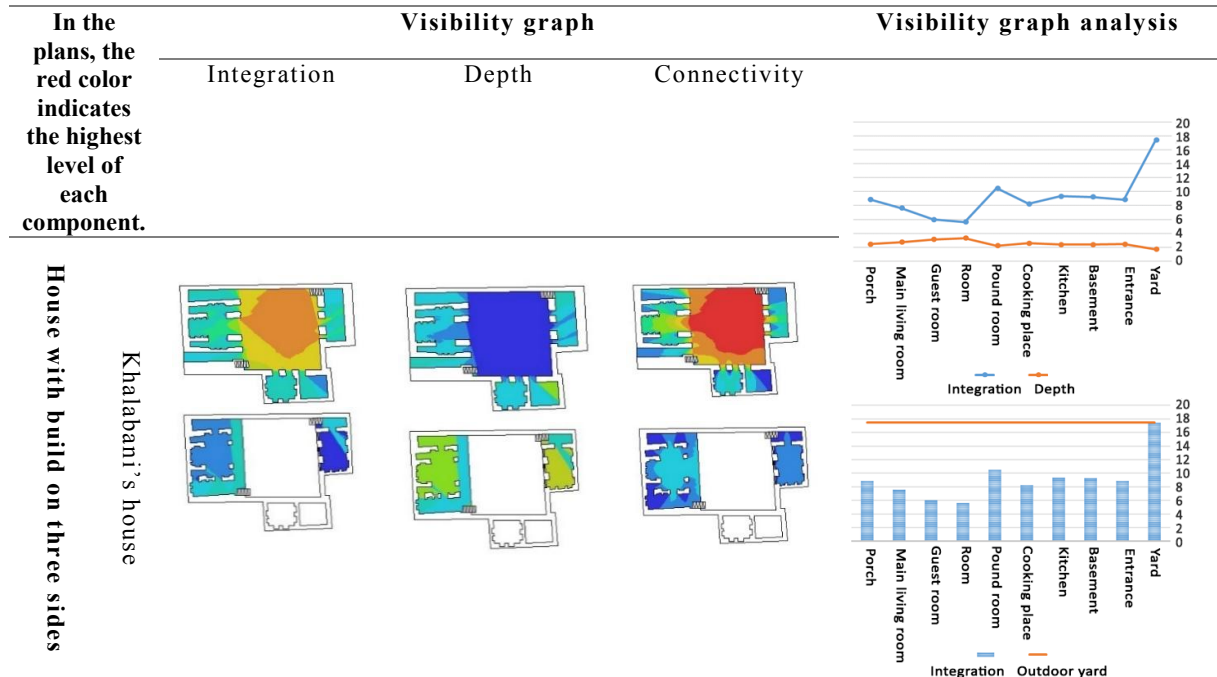 In the
plans, the
red color
indicates
the highest
level of
each
component.
Visibility graph
Visibility graph analysis
Integration
Depth
Connectivity
House with build on three sides
Khalabani's house
20
18
16
14
12
10
8
6
4
2
0
Porch
Main living room
Guest room
Room
Pound room
Cooking place
Kitchen
Basement
Entrance
Yard
Integration
Depth
20
18
16
14
12
10
8
6
4
2
0
Porch
Main living room
Guest room
Room
Pound room
Cooking place
Kitchen
Basement
Entrance
Yard
Integration
Outdoor yard